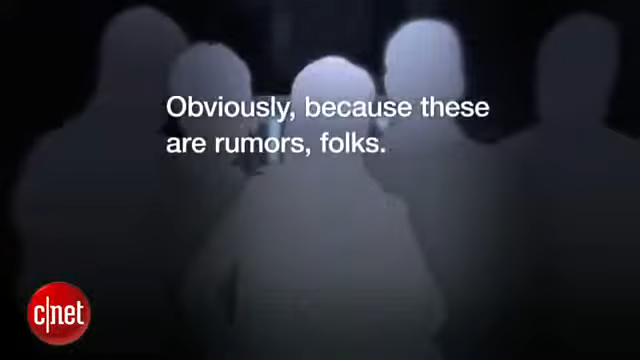 Obviously, because these
are rumors, folks.
c|net